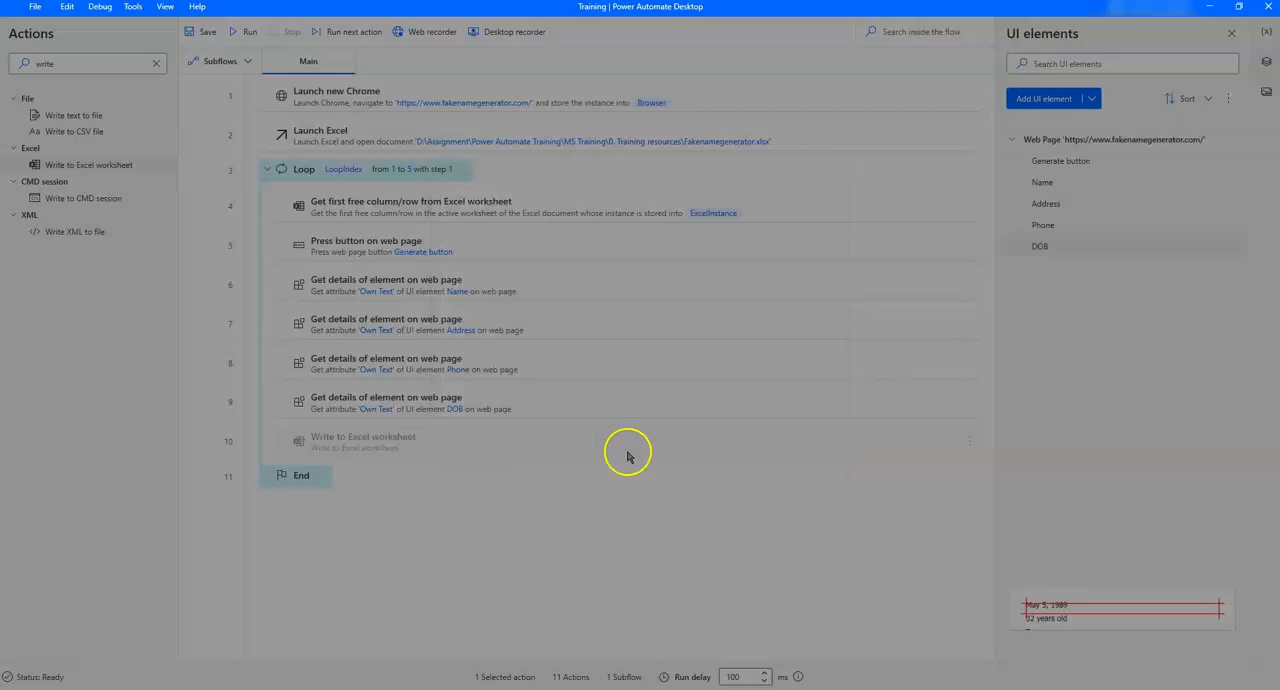 File Edit Debug Tools View Help
Training | Power Automate Desktop
Actions
write
File
Write text to file
Aa Write to CSV file
Excel
Write to Excel worksheet
CMD session
Write to CMD session
XML
Write XML to file
Save Run Stop Run next action Web recorder Desktop recorder
Search inside the flow
Subflows Main
1 Launch new Chrome
Launch Chrome, navigate to 'https://www.fakenamegenerator.com/' and store the instance into Browser
2 Launch Excel
Launch Excel and open document 'D:\Assignment\Power Automate Training\MS Training\0. Training resources\Fakenamegenerator.xlsx'
3 Loop LoopIndex from 1 to 5 with step 1
4 Get first free column/row from Excel worksheet
Get the first free column/row in the active worksheet of the Excel document whose instance is stored into ExcelInstance
5 Press button on web page
Press web page button Generate button
6 Get details of element on web page
Get attribute 'Own Text' of UI element Name on web page
7 Get details of element on web page
Get attribute 'Own Text' of UI element Address on web page
8 Get details of element on web page
Get attribute 'Own Text' of UI element Phone on web page
9 Get details of element on web page
Get attribute 'Own Text' of UI element DOB on web page
10 Write to Excel worksheet
Write to Excel worksheet
11 End
UI elements
{x}
Search UI elements
Add UI element
Sort
Web Page 'https://www.fakenamegenerator.com/'
Generate button
Name
Address
Phone
DOB
May 5, 1989
32 years old
Status: Ready
1 Selected action 11 Actions 1 Subflow Run delay 100 ms